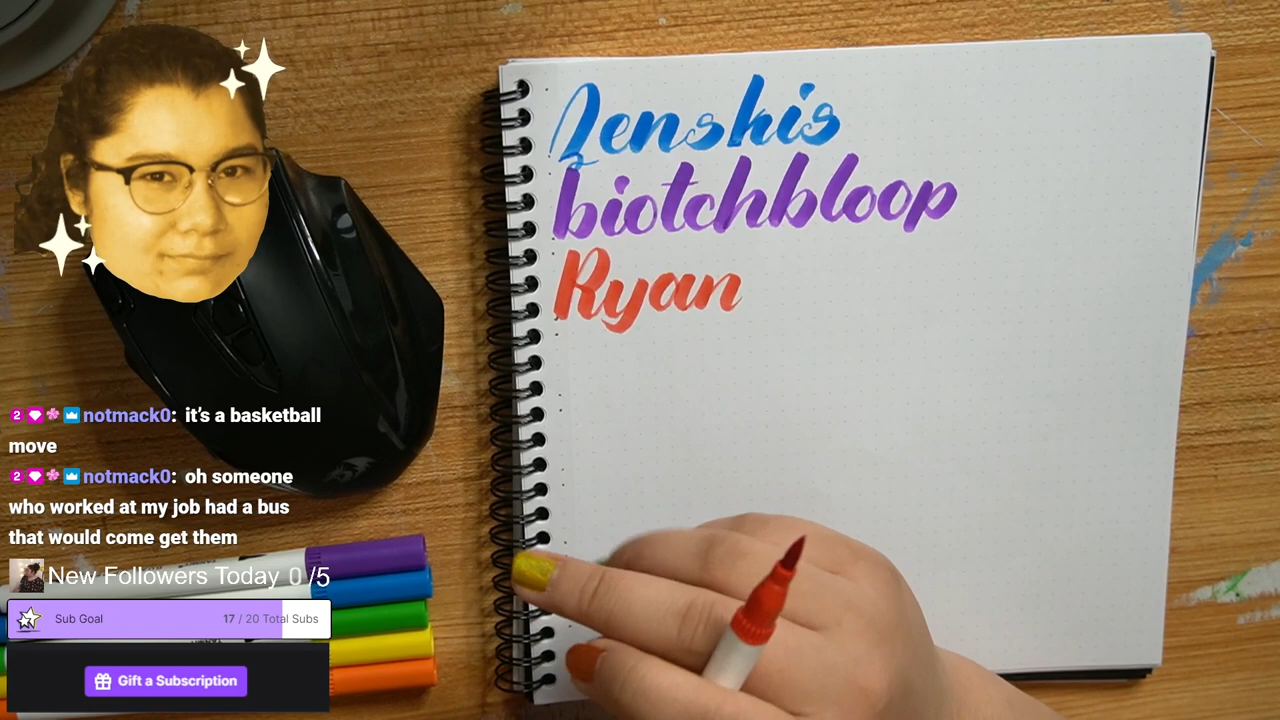 Zenskis
biotchbloop
Ryan
2 notmack0: it's a basketball
move
2 notmack0: oh someone
who worked at my job had a bus
that would come get them
New Followers Today 0 /5
Sub Goal 17 / 20 Total Subs
Gift a Subscription